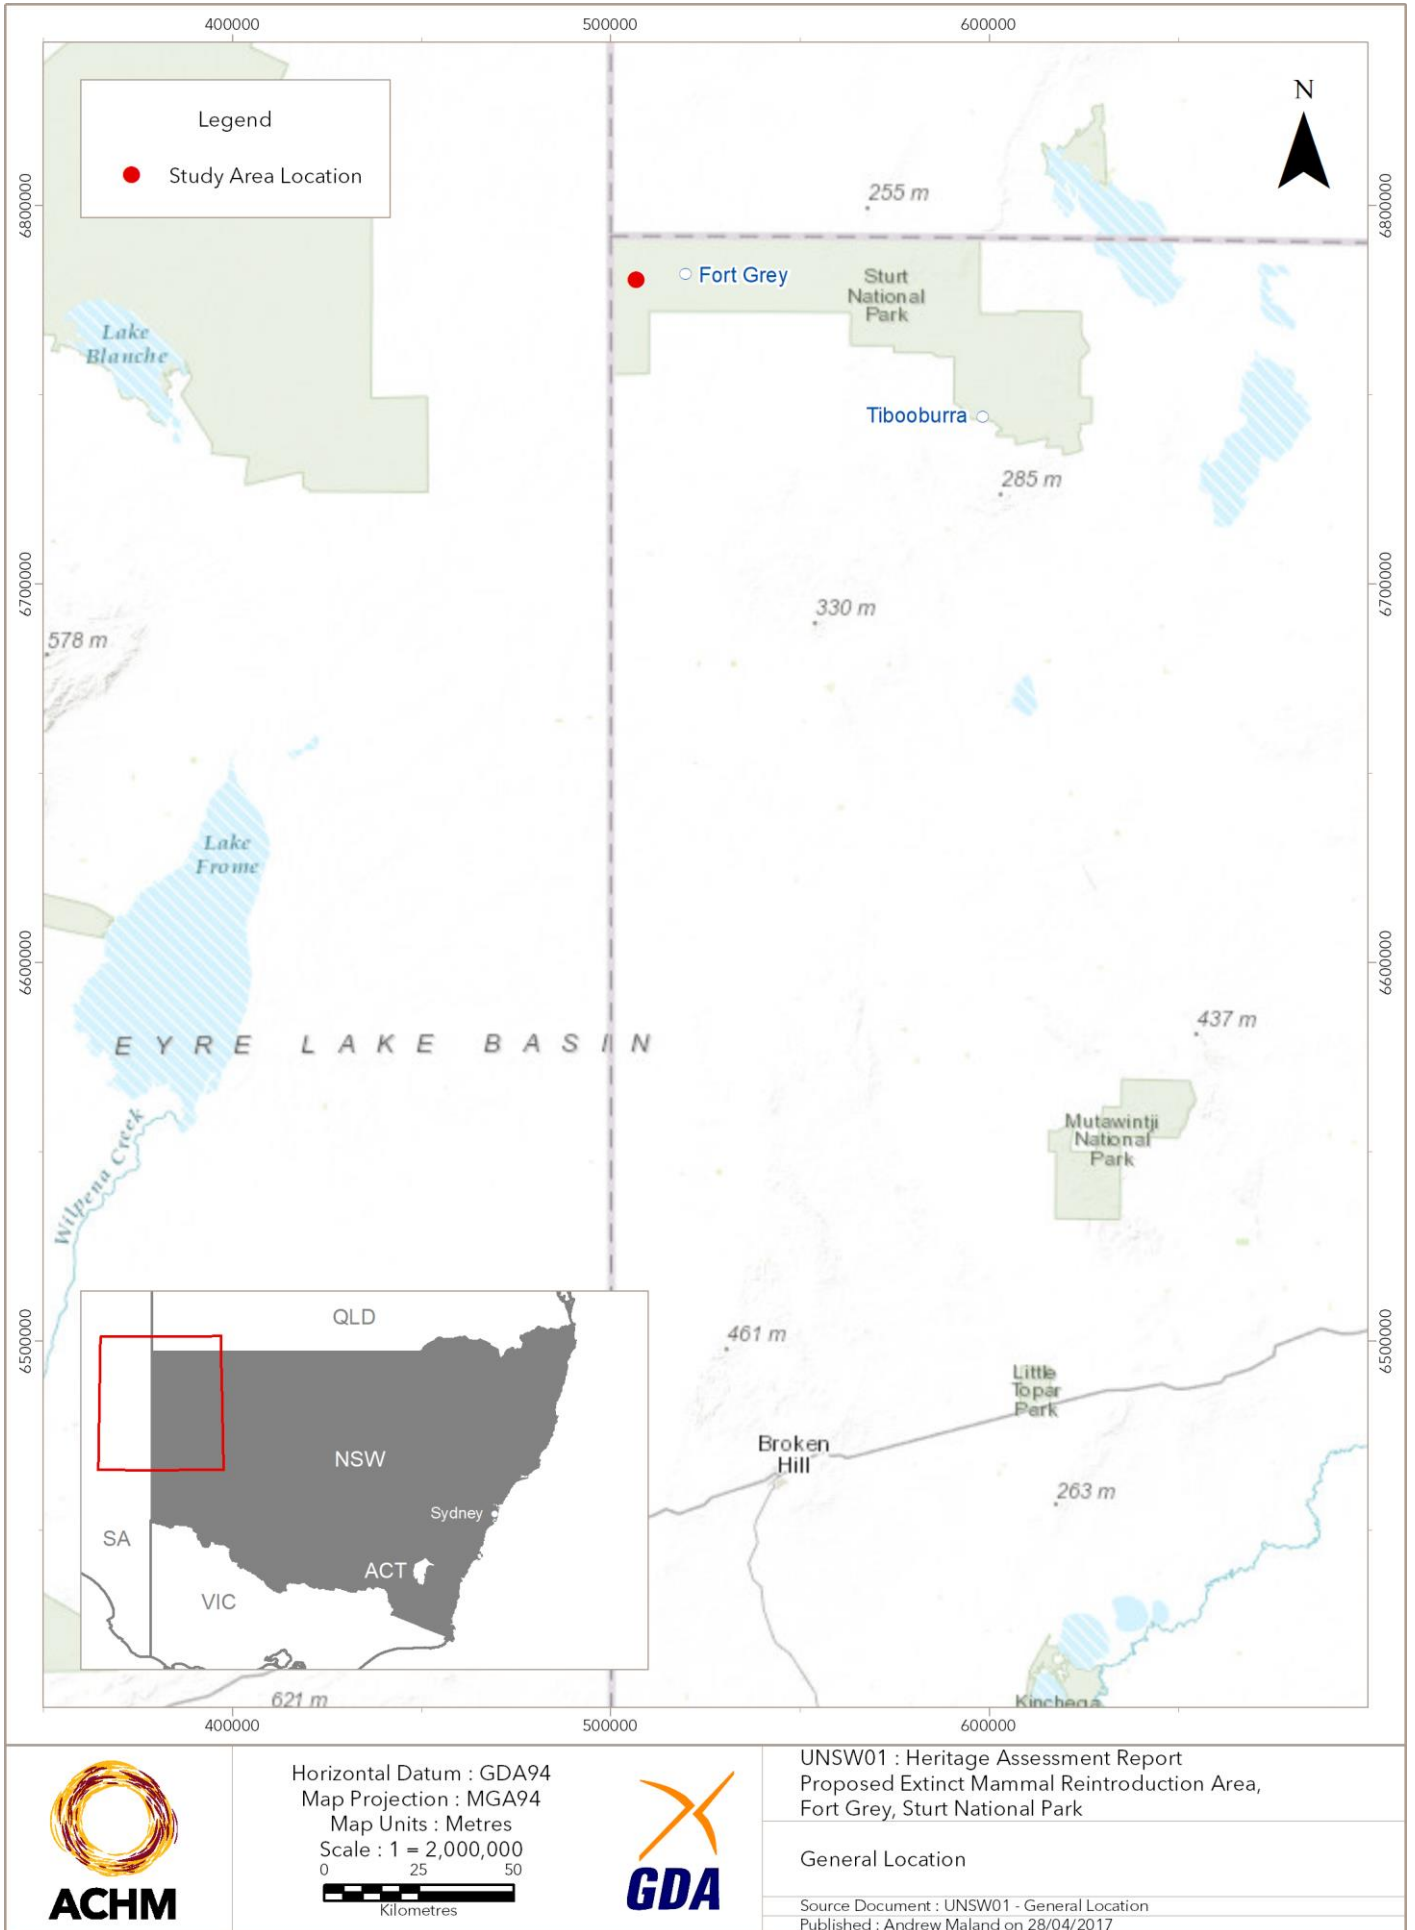 400000
500000
600000
Legend
Study Area Location
N
6800000
6800000
255 m
Fort Grey
Sturt
National
Park
Lake
Blanche
Tibooburra
285 m
6700000
6700000
330 m
578 m
Lake
Frome
6600000
6600000
437 m
EYRE LAKE BASIN
Mutawintji
National
Park
Wilpena Creek
6500000
6500000
QLD
461 m
Little
Topar
Park
NSW
Broken
Hill
263 m
Sydney
SA
ACT
VIC
621 m
Kinchega
400000
500000
600000
ACHM
Horizontal Datum : GDA94
Map Projection : MGA94
Map Units : Metres
Scale : 1 = 2,000,000
0 25 50
Kilometres
GDA
UNSW01 : Heritage Assessment Report
Proposed Extinct Mammal Reintroduction Area,
Fort Grey, Sturt National Park
General Location
Source Document : UNSW01 - General Location
Published : Andrew Maland on 28/04/2017